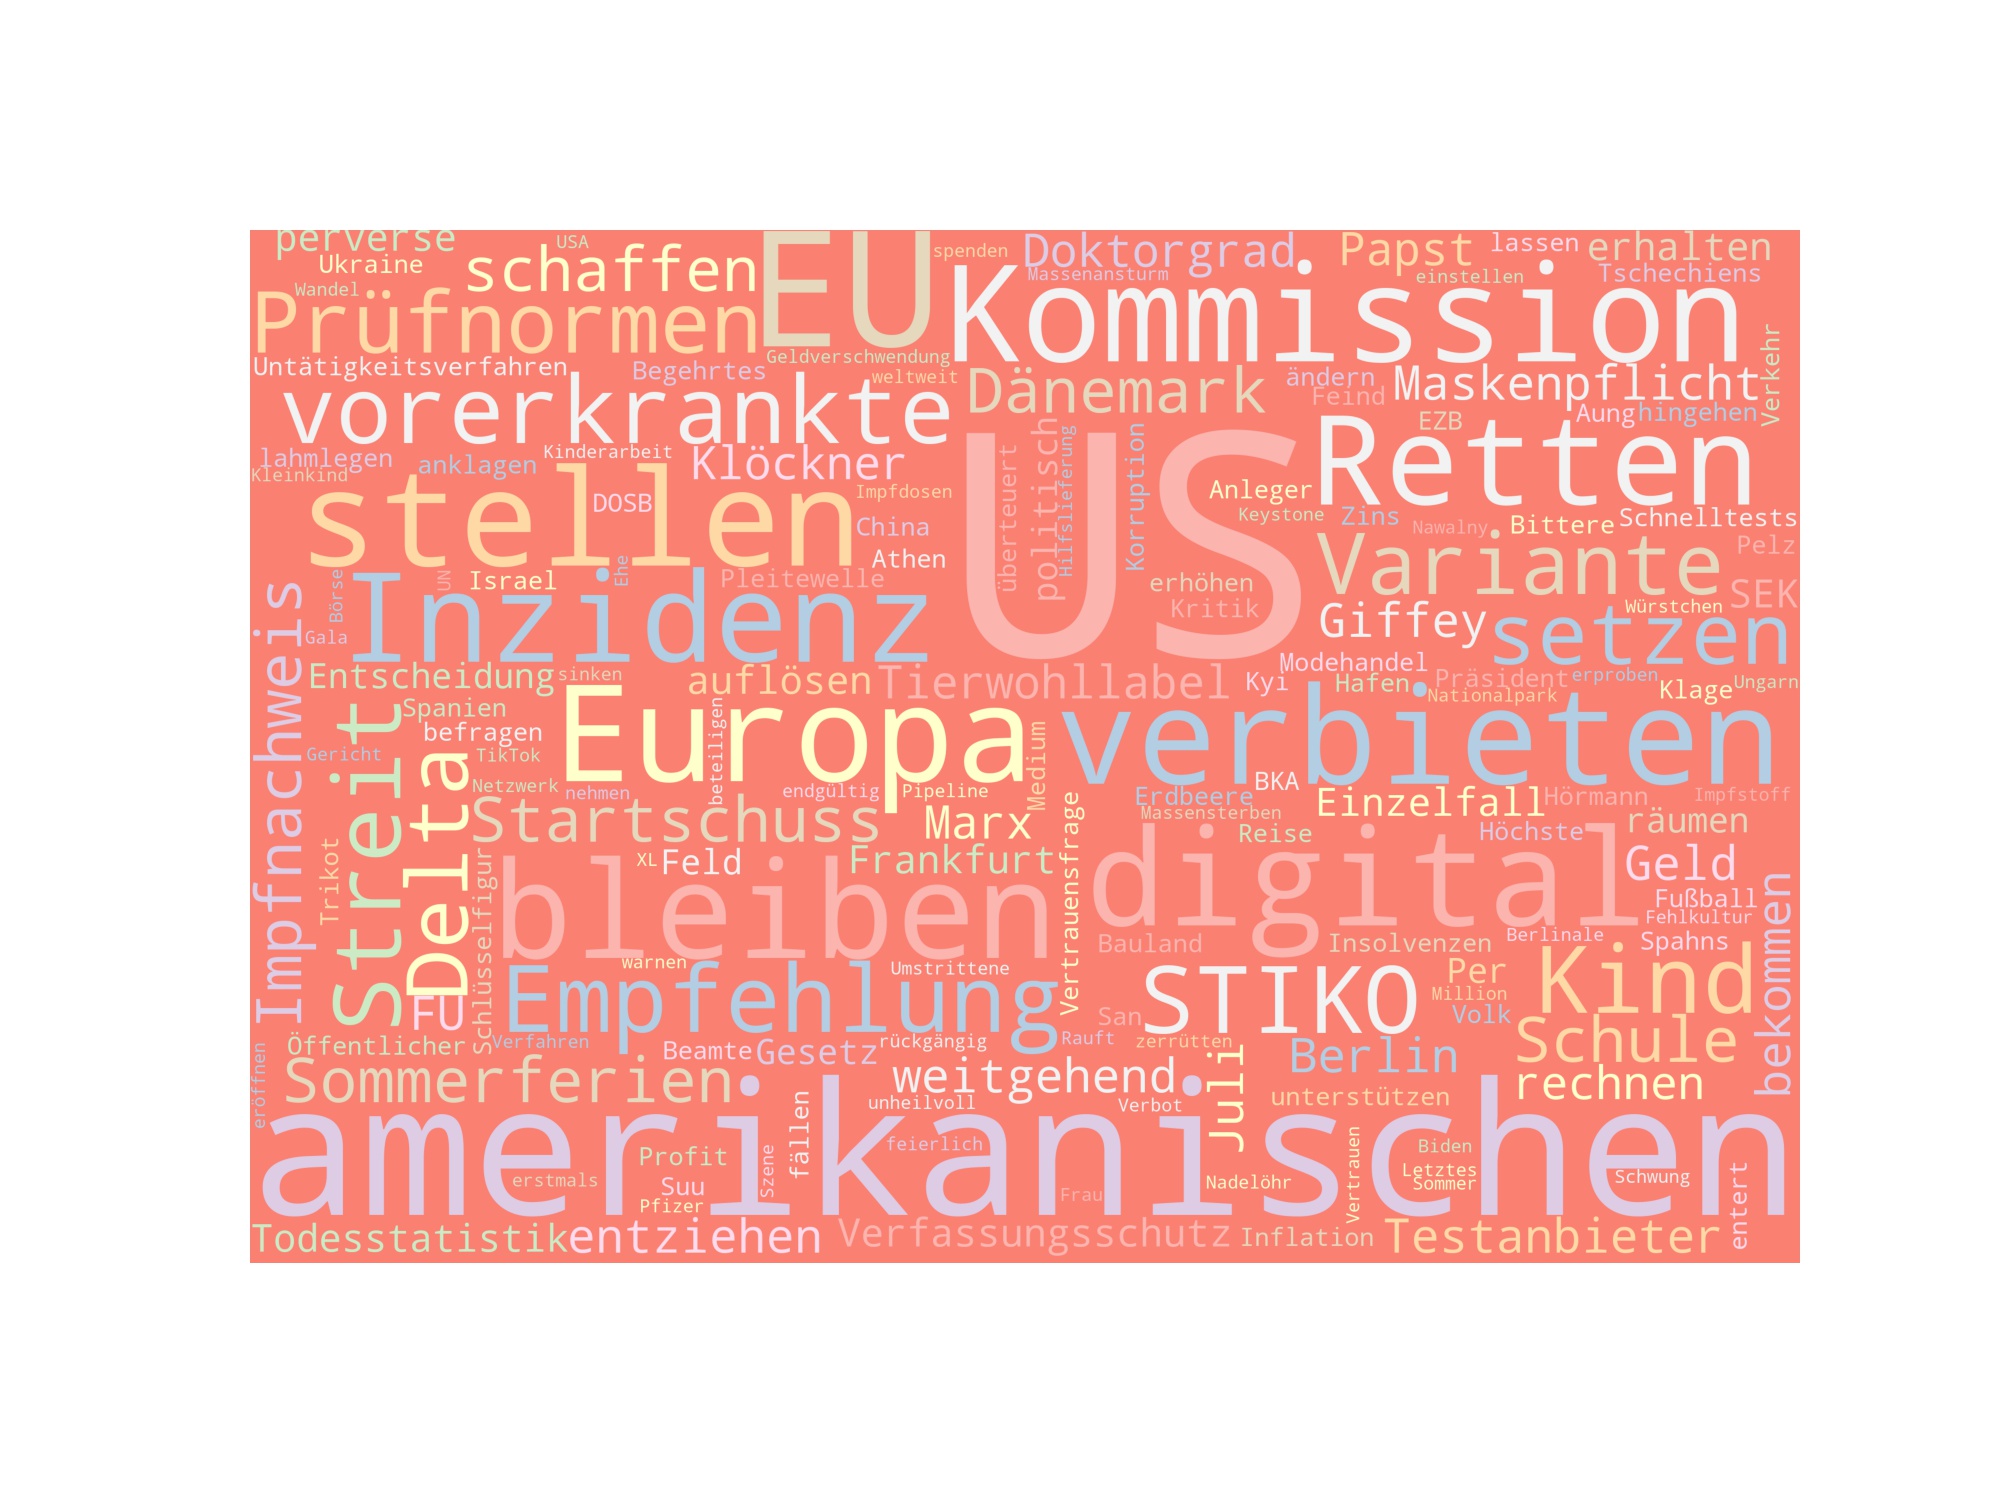 perverse
USA
Ukraine
schaffen
EU
spenden
Doktorgrad
Papst
lassen
erhalten
Wandel
Massenansturm
einstellen
Tschechiens
Prüfnormen
Kommission
Untätigkeitsverfahren
Begehrtes
Geldverschwendung
weltweit
Dänemark
ändern
Feind
Maskenpflicht
Verkehr
vorerkrankte
EZB
Aung
hingehen
lahmlegen
anklagen
Kinderarbeit
Klöckner
US
Retten
Kleinkind
stellen
DOSB
Impfdosen
China
Athen
überteuert
politisch
Hilfslieferung
Korruption
Anleger
Keystone
Zins
Nawalny
Bittere
Schnelltests
Variante
Pelz
Inzidenz
Börse
UN
Israel
Ehe
Pleitewelle
erhöhen
Kritik
Giffey
Würstchen
SEK
setzen
Gala
Impfnachweis
Entscheidung
sinken
auflösen
Tierwohllabel
Kyi
Modehandel
Hafen
Präsident
erproben
Nationalpark
Klage
Ungarn
Streit
Spanien
befragen
Europa
beteiligen
verbieten
Gericht
TikTok
Delta
Netzwerk
nehmen
endgültig
Pipeline
Medium
BKA
Erdbeere
Massensterben
Einzelfall
Hörmann
Impfstoff
Startschuss
Marx
Vertrauensfrage
Reise
Höchste
räumen
Trikot
Schlüsselfigur
XL
Feld
Frankfurt
digital
Geld
bleiben
Fußball
Fehlkultur
bekommen
Bauland
Insolvenzen
Berlinale
Spahns
warnen
Umstrittene
Empfehlung
STIKO
Per
Million
Kind
FU
San
Volk
Öffentlicher
Verfahren
Beamte
Gesetz
rückgängig
Rauft
zerrütten
Berlin
Schule
eröffnen
Sommerferien
weitgehend
Juli
rechnen
unheilvoll
Verbot
unterstützen
amerikanischen
fällen
Profit
Szene
feierlich
Vertrauen
Biden
erstmals
Suu
Pfizer
Frau
Nadelöhr
Letztes
Sommer
Schwung
entert
Todesstatistik
entziehen
Verfassungsschutz
Inflation
Testanbieter